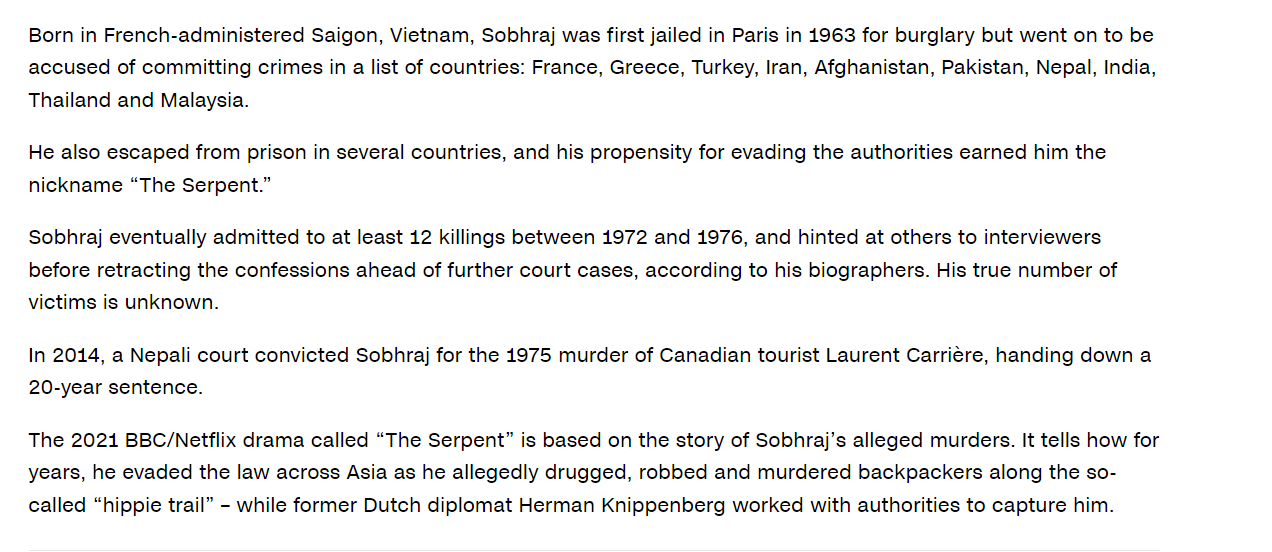 Born in French-administered Saigon, Vietnam, Sobhraj was first jailed in Paris in 1963 for burglary but went on to be
accused of committing crimes in a list of countries: France, Greece, Turkey, Iran, Afghanistan, Pakistan, Nepal, India,
Thailand and Malaysia.
He also escaped from prison in several countries, and his propensity for evading the authorities earned him the
nickname “The Serpent.”
Sobhraj eventually admitted to at least 12 killings between 1972 and 1976, and hinted at others to interviewers
before retracting the confessions ahead of further court cases, according to his biographers. His true number of
victims is unknown.
In 2014, a Nepali court convicted Sobhraj for the 1975 murder of Canadian tourist Laurent Carrière, handing down a
20-year sentence.
The 2021 BBC/Netflix drama called “The Serpent” is based on the story of Sobhraj’s alleged murders. It tells how for
years, he evaded the law across Asia as he allegedly drugged, robbed and murdered backpackers along the so-
called “hippie trail” – while former Dutch diplomat Herman Knippenberg worked with authorities to capture him.